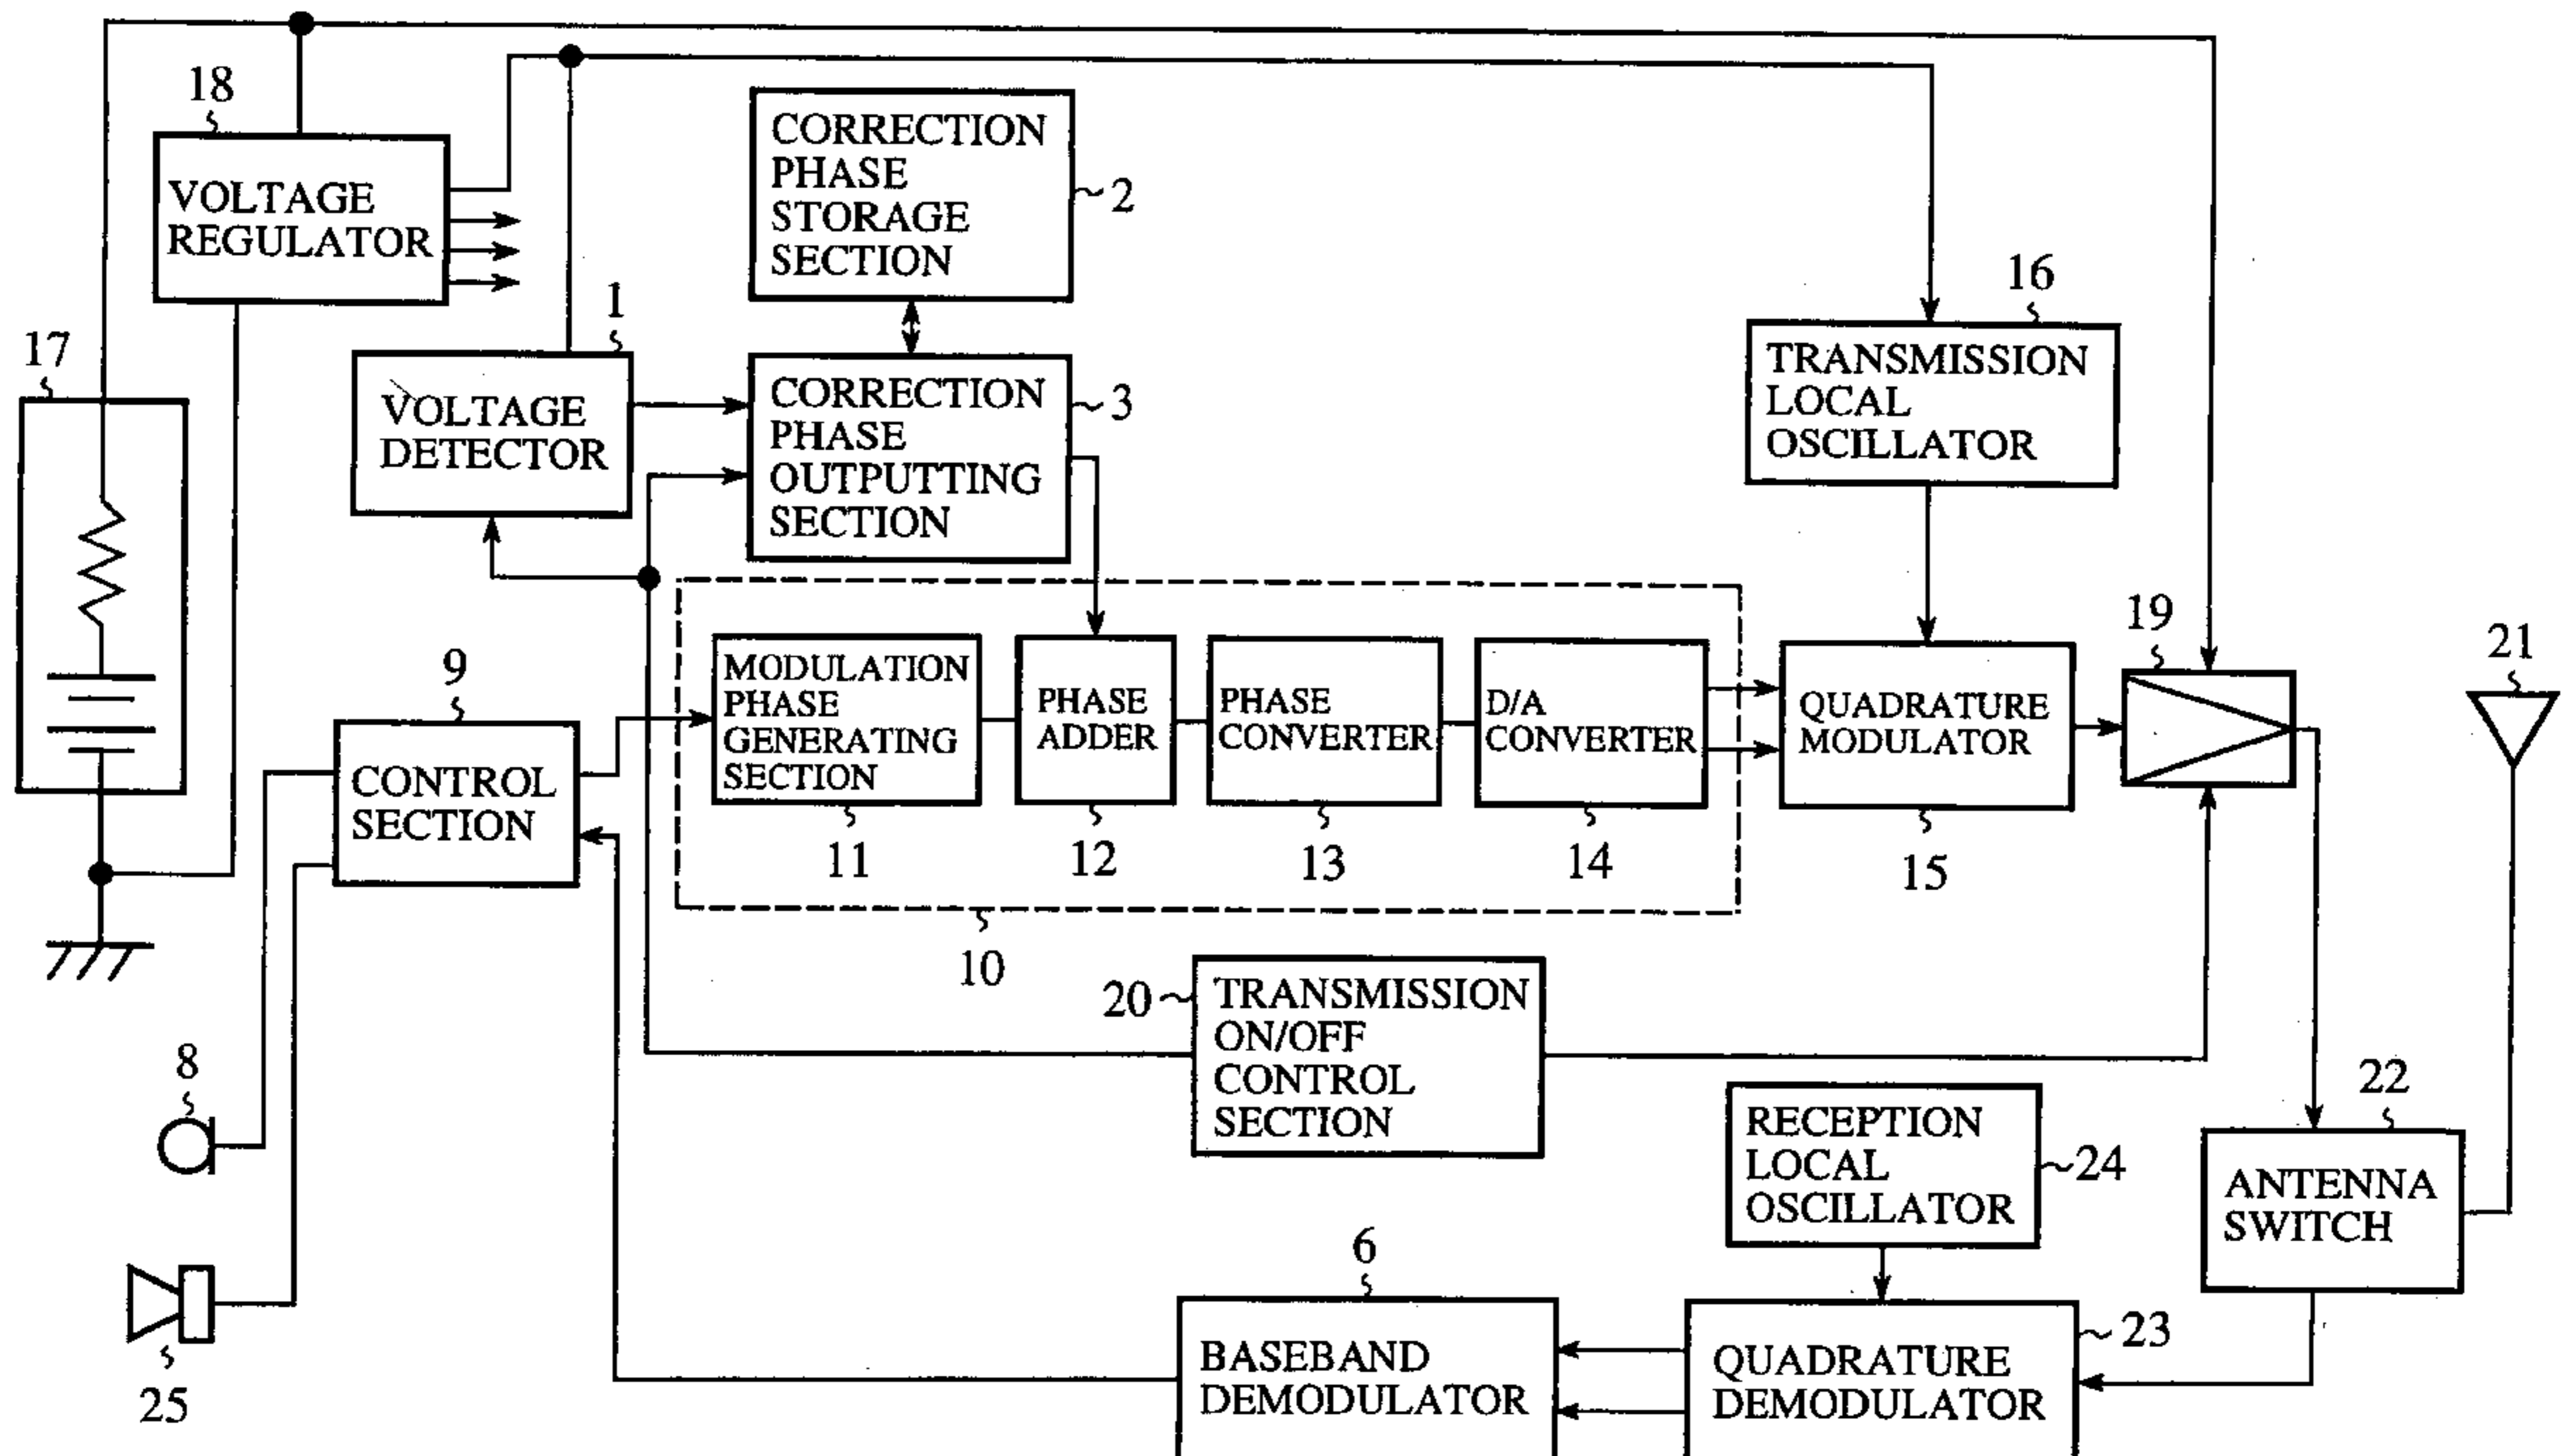 18
VOLTAGE
REGULATOR
CORRECTION
PHASE
STORAGE
SECTION
2
17
1
VOLTAGE
DETECTOR
CORRECTION
PHASE
OUTPUTTING
SECTION
3
16
TRANSMISSION
LOCAL
OSCILLATOR
9
CONTROL
SECTION
MODULATION
PHASE
GENERATING
SECTION
11
PHASE
ADDER
12
PHASE
CONVERTER
13
D/A
CONVERTER
14
QUADRATURE
MODULATOR
15
19
21
10
20
TRANSMISSION
ON/OFF
CONTROL
SECTION
8
RECEPTION
LOCAL
OSCILLATOR
24
22
ANTENNA
SWITCH
25
6
BASEBAND
DEMODULATOR
QUADRATURE
DEMODULATOR
23